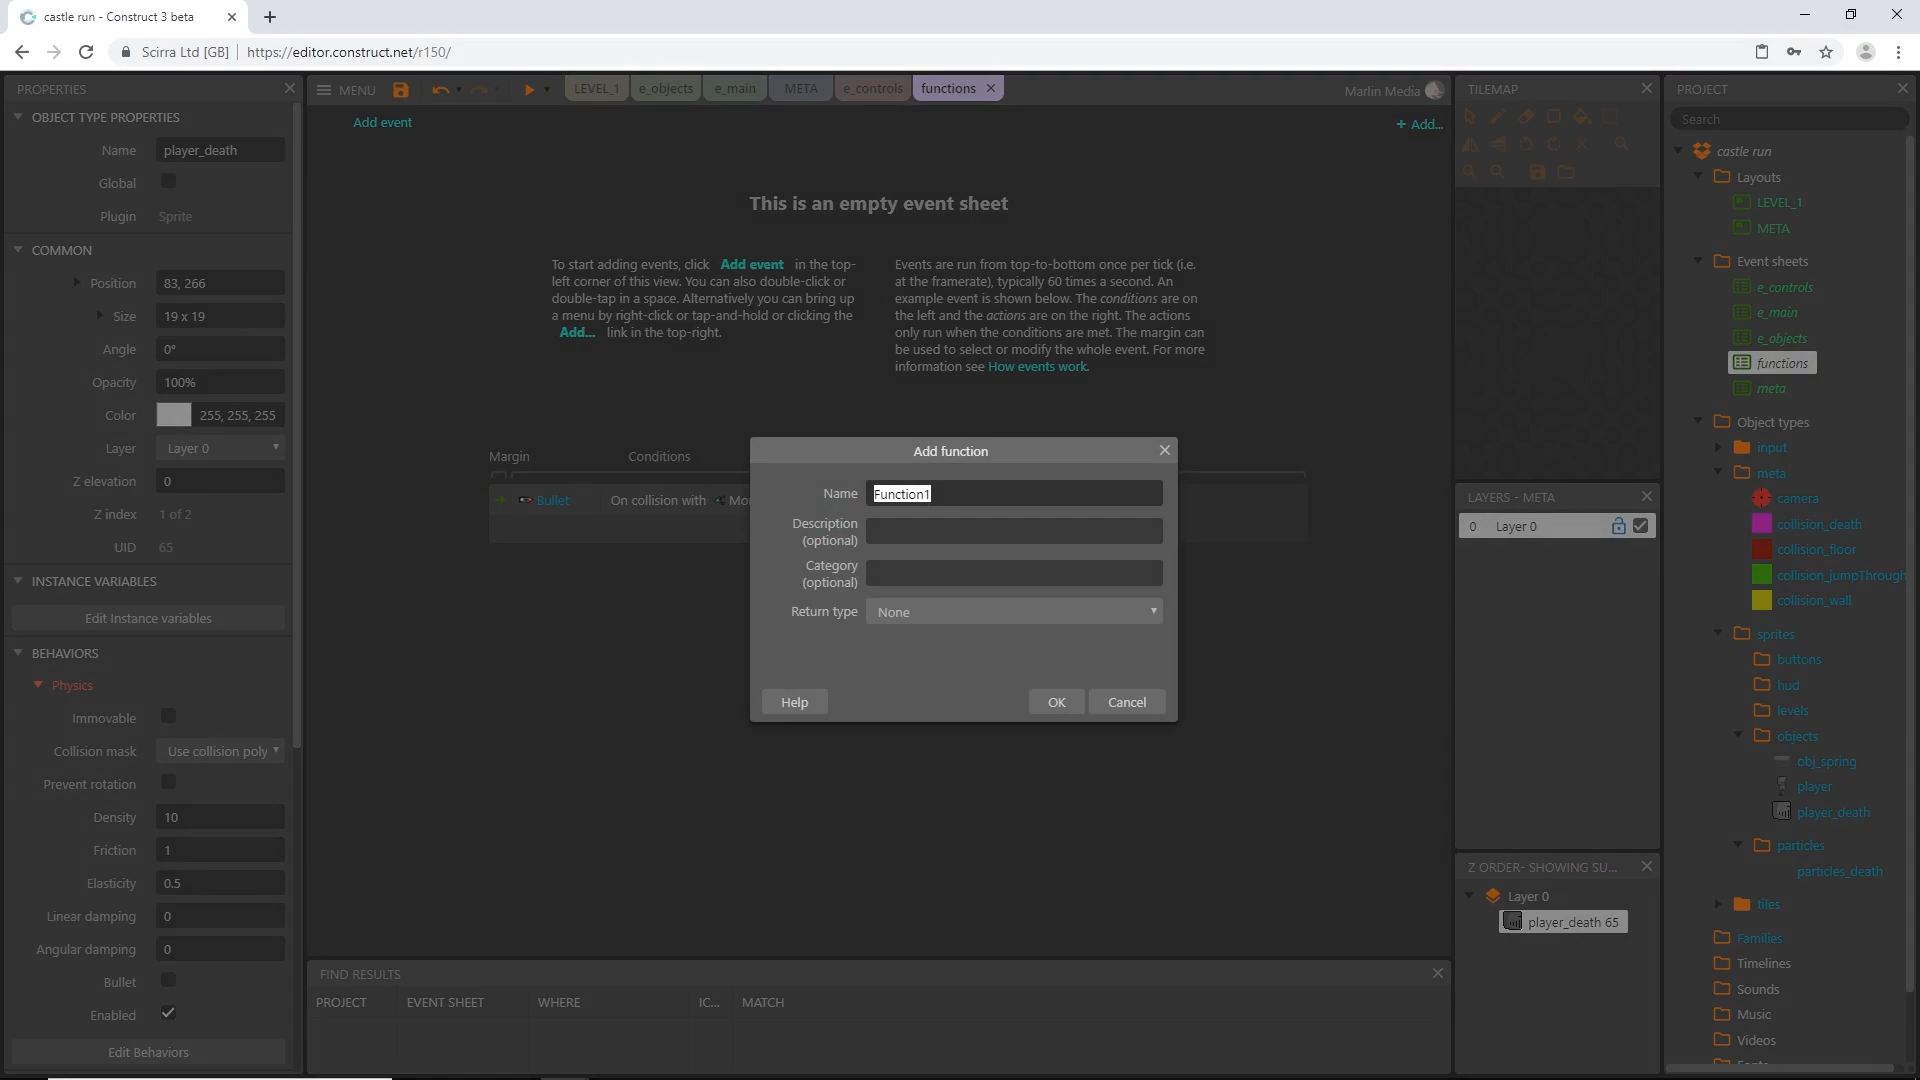 castle run - Construct 3 beta
Scirra Ltd [GB] https://editor.construct.net/r150/
PROPERTIES
OBJECT TYPE PROPERTIES
Name player_death
Global
Plugin Sprite
COMMON
Position 83, 266
Size 19 x 19
Angle 0°
Opacity 100%
Color 255, 255, 255
Layer Layer 0
Z elevation 0
Z index 1 of 2
UID 65
INSTANCE VARIABLES
Edit Instance variables
BEHAVIORS
Physics
Immovable
Collision mask Use collision poly
Prevent rotation
Density 10
Friction 1
Elasticity 0.5
Linear damping 0
Angular damping 0
Bullet
Enabled
Edit Behaviors
MENU LEVEL_1 e_objects e_main META e_controls functions Marlin Media
Add event + Add...
This is an empty event sheet
To start adding events, click Add event in the top-
left corner of this view. You can also double-click or
double-tap in a space. Alternatively you can bring up
a menu by right-click or tap-and-hold or clicking the
Add... link in the top-right.
Events are run from top-to-bottom once per tick (i.e.
at the framerate), typically 60 times a second. An
example event is shown below. The conditions are on
the left and the actions are on the right. The actions
only run when the conditions are met. The margin can
be used to select or modify the whole event. For more
information see How events work.
Margin Conditions
Bullet On collision with Mo
Add function
Name Function1
Description
(optional)
Category
(optional)
Return type None
Help OK Cancel
FIND RESULTS
PROJECT EVENT SHEET WHERE IC... MATCH
TILEMAP
LAYERS - META
0 Layer 0
Z ORDER- SHOWING SU...
Layer 0
player_death 65
PROJECT
Search
castle run
Layouts
LEVEL_1
META
Event sheets
e_controls
e_main
e_objects
functions
meta
Object types
input
meta
camera
collision_death
collision_floor
collision_jumpThrough
collision_wall
sprites
buttons
hud
levels
objects
obj_spring
player
player_death
particles
particles_death
tiles
Families
Timelines
Sounds
Music
Videos